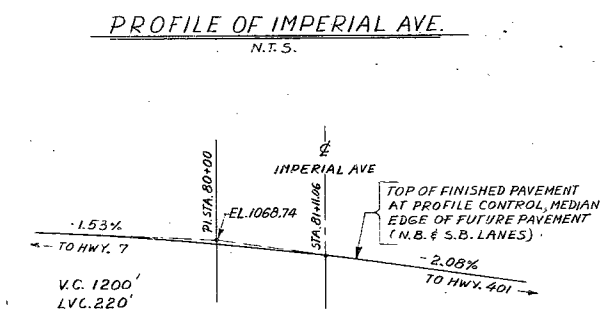 PROFILE OF IMPERIAL AVE.
N.T.S.
PI. STA. 80+00
EL. 1068.74
℄
IMPERIAL AVE
STA. 81+11.06
TOP OF FINISHED PAVEMENT
AT PROFILE CONTROL, MEDIAN
EDGE OF FUTURE PAVEMENT
(N.B. & S.B. LANES)
-1.53%
TO HWY. 7
-2.08%
TO HWY. 401
V.C. 1200'
LVC. 220'